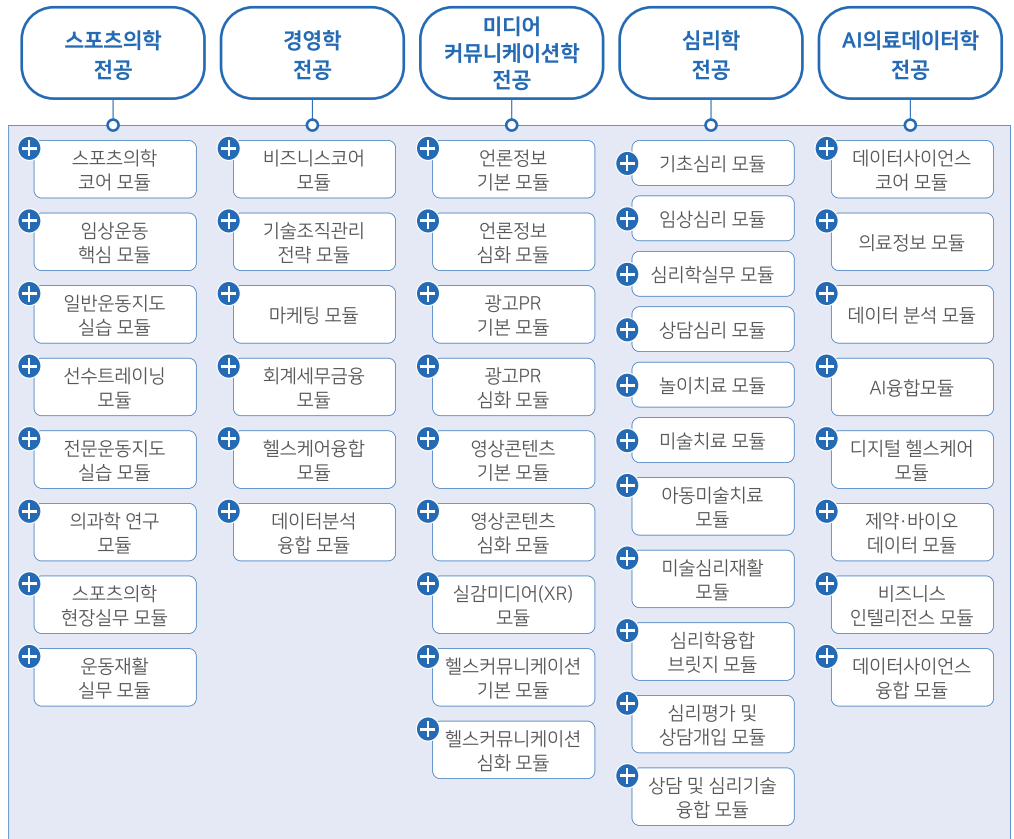 스포츠의학
전공
스포츠의학
코어 모듈
임상운동
핵심 모듈
일반운동지도
실습 모듈
선수트레이닝
모듈
전문운동지도
실습 모듈
의과학 연구
모듈
스포츠의학
현장실무 모듈
운동재활
실무 모듈
경영학
전공
비즈니스코어
모듈
기술조직관리
전략 모듈
마케팅 모듈
회계세무금융
모듈
헬스케어융합
모듈
데이터분석
융합 모듈
미디어
커뮤니케이션학
전공
언론정보
기본 모듈
언론정보
심화 모듈
광고PR
기본 모듈
광고PR
심화 모듈
영상콘텐츠
기본 모듈
영상콘텐츠
심화 모듈
실감미디어(XR)
모듈
헬스커뮤니케이션
기본 모듈
헬스커뮤니케이션
심화 모듈
심리학
전공
기초심리 모듈
임상심리 모듈
심리학실무 모듈
상담심리 모듈
놀이치료 모듈
미술치료 모듈
아동미술치료
모듈
미술심리재활
모듈
심리학융합
브릿지 모듈
심리평가 및
상담개입 모듈
상담 및 심리기술
융합 모듈
AI의료데이터학
전공
데이터사이언스
코어 모듈
의료정보 모듈
데이터 분석 모듈
AI융합모듈
디지털 헬스케어
모듈
제약·바이오
데이터 모듈
비즈니스
인텔리전스 모듈
데이터사이언스
융합 모듈